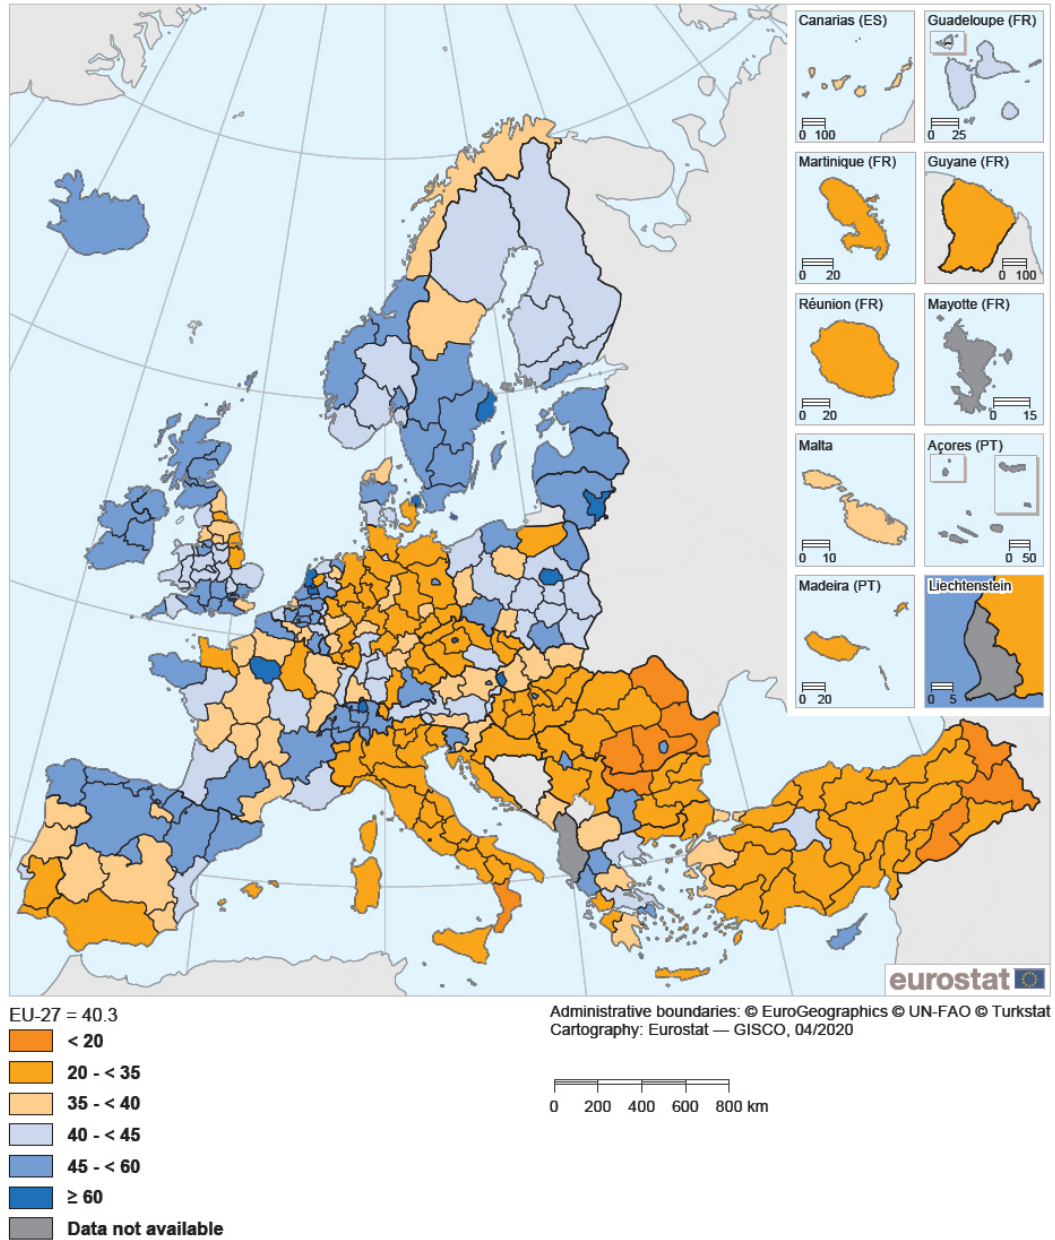 Canarias (ES)
0 100
Guadeloupe (FR)
0 25
Martinique (FR)
0 20
Guyane (FR)
0 100
Réunion (FR)
0 20
Mayotte (FR)
0 15
Malta
0 10
Açores (PT)
0 50
Madeira (PT)
0 20
Liechtenstein
0 5
eurostat
EU-27 = 40.3
< 20
20 - < 35
35 - < 40
40 - < 45
45 - < 60
≥ 60
Data not available
Administrative boundaries: © EuroGeographics © UN-FAO © Turkstat
Cartography: Eurostat — GISCO, 04/2020
0 200 400 600 800 km